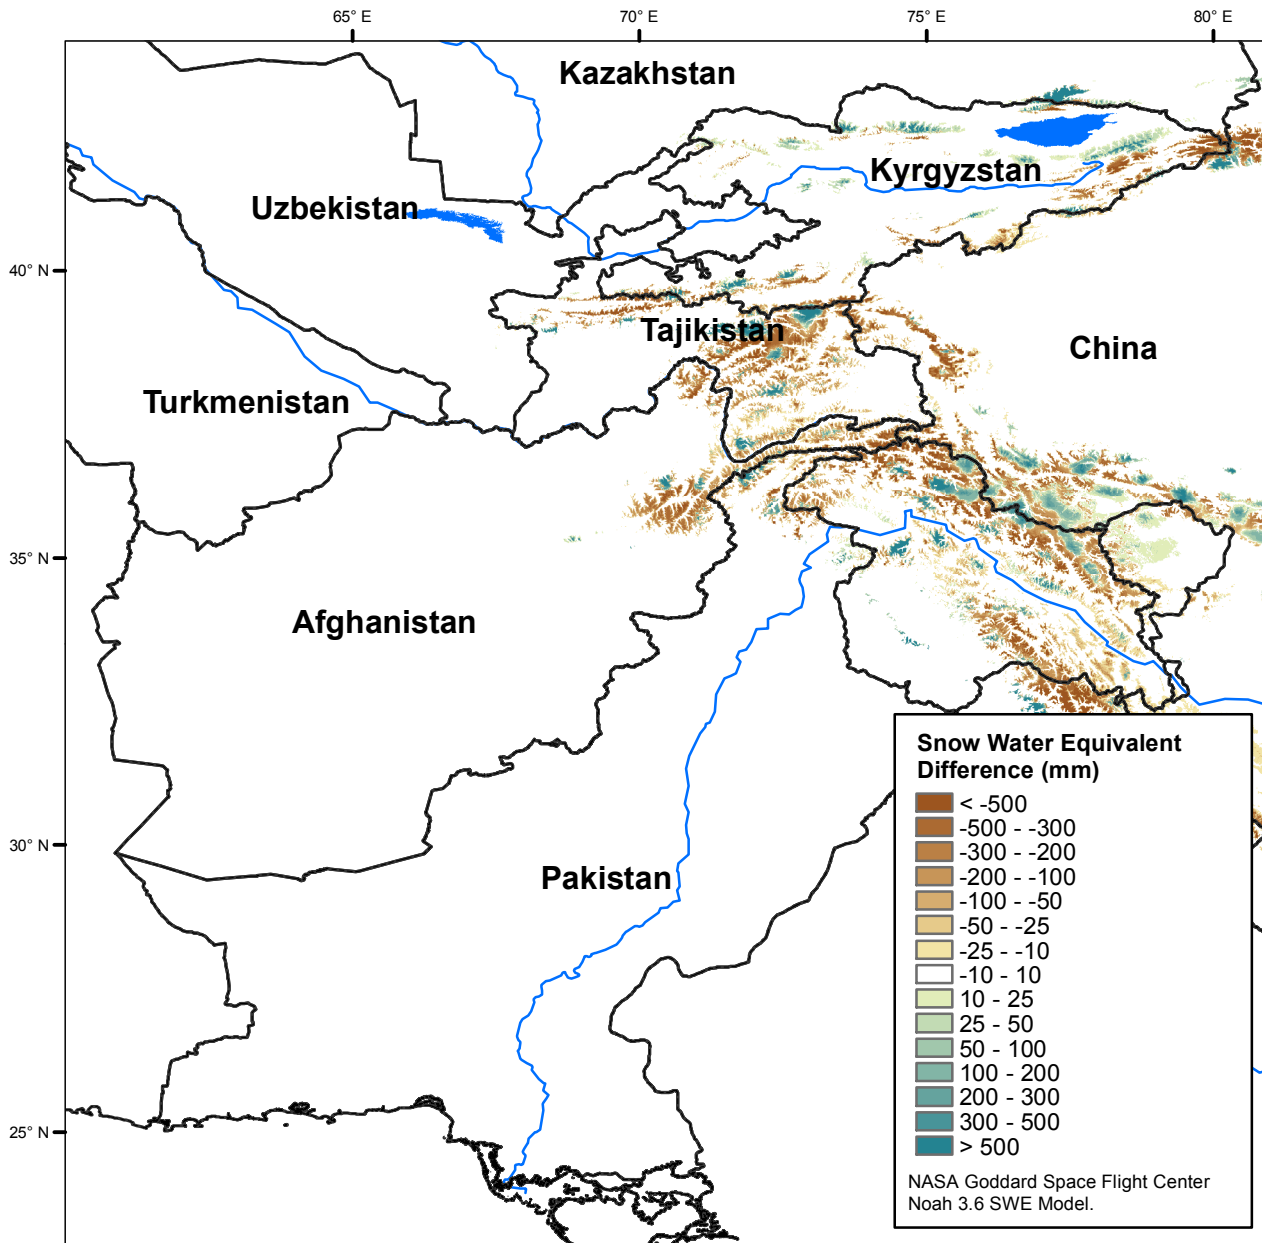 65° E
70° E
75° E
80° E
Kazakhstan
Kyrgyzstan
Uzbekistan
40° N
Tajikistan
China
Turkmenistan
35° N
Afghanistan
30° N
Pakistan
25° N
Snow Water Equivalent
Difference (mm)
< -500
-500 - -300
-300 - -200
-200 - -100
-100 - -50
-50 - -25
-25 - -10
-10 - 10
10 - 25
25 - 50
50 - 100
100 - 200
200 - 300
300 - 500
> 500
NASA Goddard Space Flight Center
Noah 3.6 SWE Model.